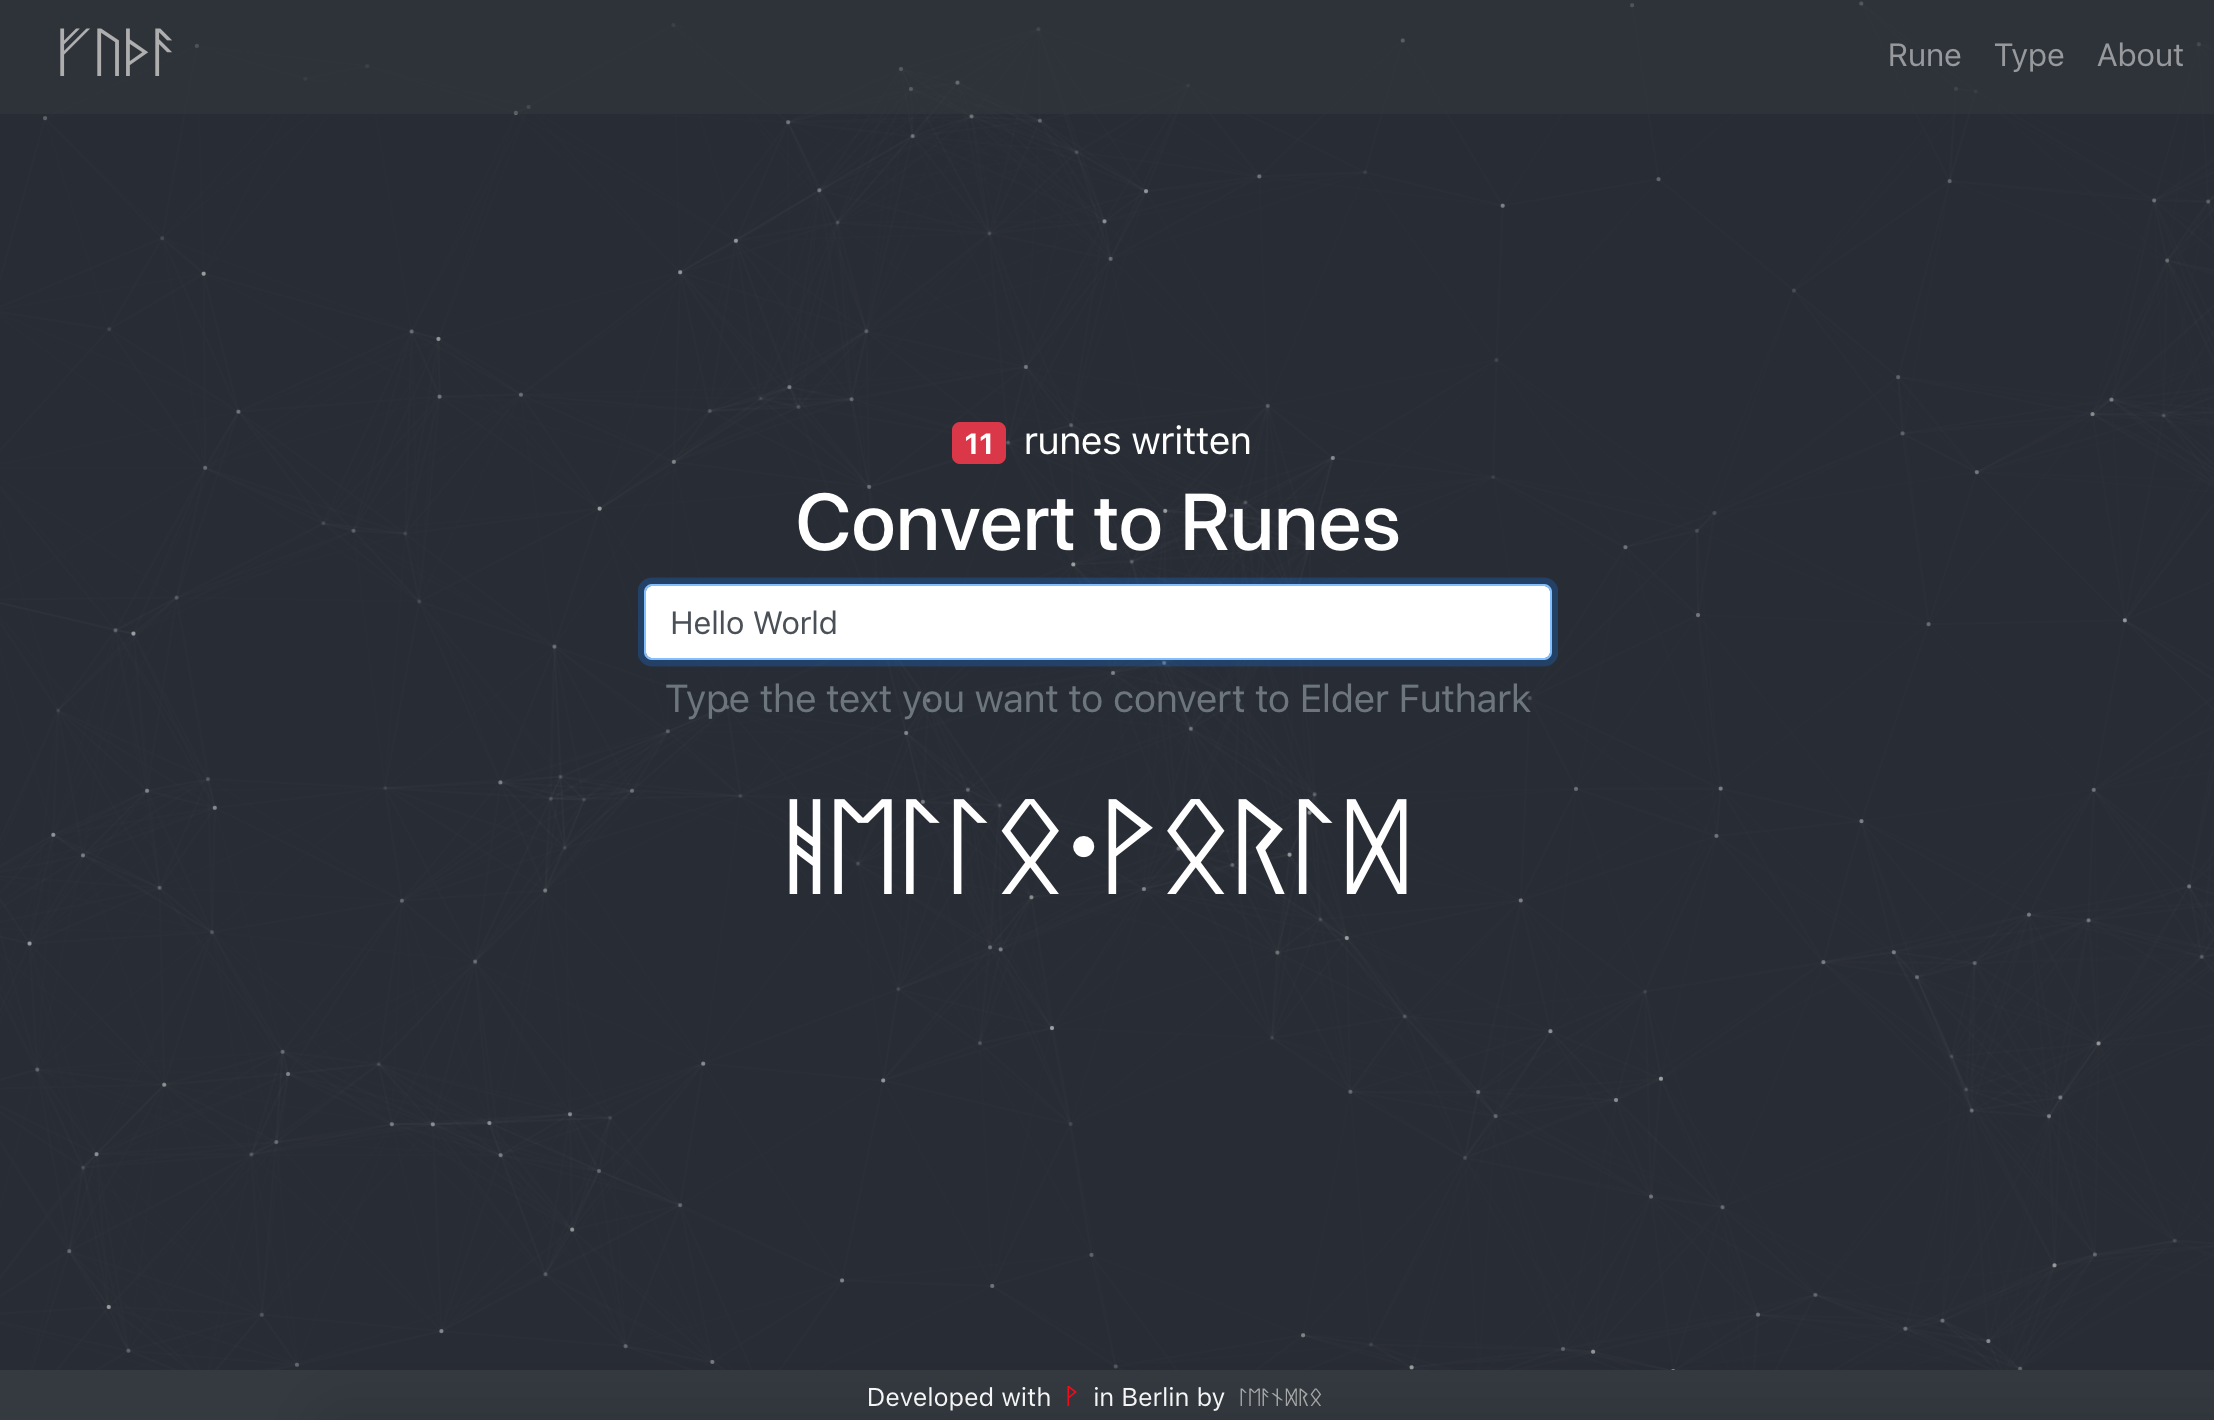 ᚠᚢᚦᚨ
Rune Type About
11 runes written
Convert to Runes
Hello World
Type the text you want to convert to Elder Futhark
ᚺᛖᛚᛚᛟ•ᚹᛟᚱᛚᛞ
Developed with ᚹ in Berlin by ᛚᛖᚨᚾᛞᚱᛟ